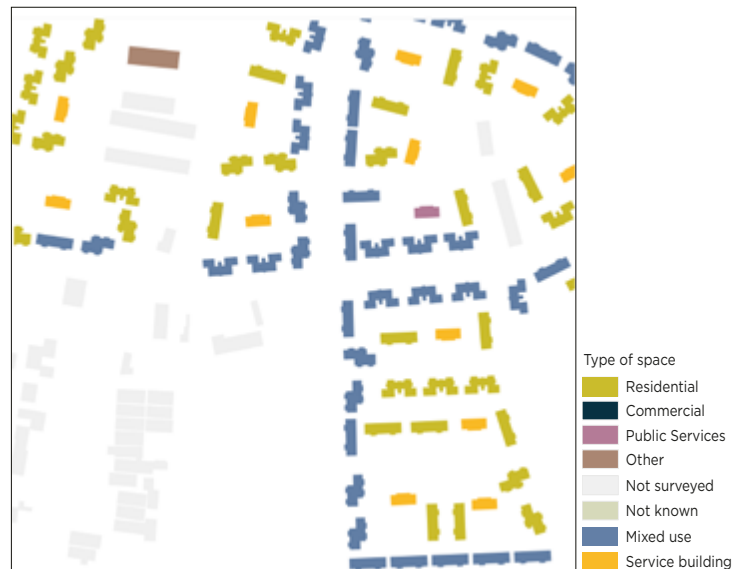 Type of space
Residential
Commercial
Public Services
Other
Not surveyed
Not known
Mixed use
Service building